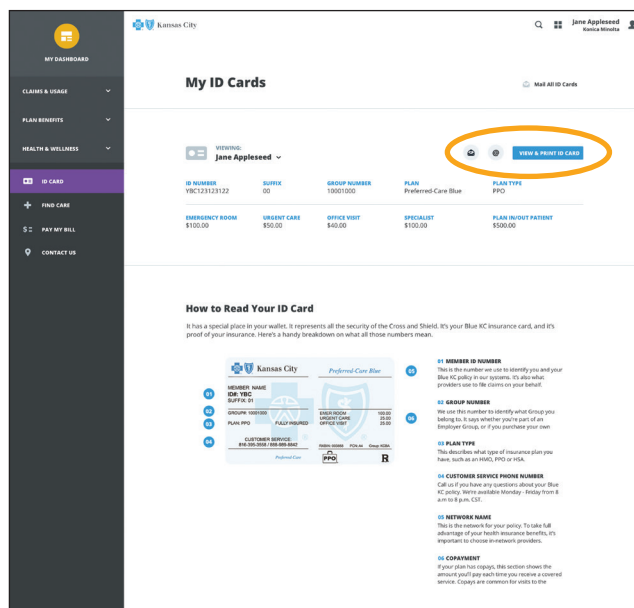 Kansas City
Jane Appleseed
Konica Minolta
MY DASHBOARD
CLAIMS & USAGE
PLAN BENEFITS
HEALTH & WELLNESS
ID CARD
FIND CARE
PAY MY BILL
CONTACT US
My ID Cards
Mail All ID Cards
VIEWING:
Jane Appleseed
@
VIEW & PRINT ID CARD
ID NUMBER SUFFIX GROUP NUMBER PLAN PLAN TYPE
YBC123123122 00 10001000 Preferred-Care Blue PPO
EMERGENCY ROOM URGENT CARE OFFICE VISIT SPECIALIST PLAN IN/OUT PATIENT
$100.00 $50.00 $40.00 $100.00 $500.00
How to Read Your ID Card
It has a special place in your wallet. It represents all the security of the Cross and Shield. It's your Blue KC insurance card, and it's
proof of your insurance. Here's a handy breakdown on what all those numbers mean.
Kansas City Preferred-Care Blue
MEMBER NAME
ID#: YBC
SUFFIX: 01
GROUP#: 10001000
PLAN: PPO FULLY INSURED
EMER ROOM 100.00
URGENT CARE 25.00
OFFICE VISIT 25.00
CUSTOMER SERVICE:
Preferred Care
PPO
R
01
02
03
04
05
06
01 MEMBER ID NUMBER
This is the number we use to identify you and your
Blue KC policy in our systems. It's also what
providers use to file claims on your behalf.
02 GROUP NUMBER
We use this number to identify what Group you
belong to. It says whether you're part of an
Employer Group, or if you purchase your own
03 PLAN TYPE
This describes what type of insurance plan you
have, such as an HMO, PPO or HSA.
04 CUSTOMER SERVICE PHONE NUMBER
Call us if you have any questions about your Blue
KC policy. We're available Monday - Friday from 8
a.m to 8 p.m. CST.
05 NETWORK NAME
This is the network for your policy. To take full
advantage of your health insurance benefits, it's
important to choose in-network providers.
06 COPAYMENT
If your plan has copays, this section shows the
amount you'll pay each time you receive a covered
service. Copays are common for visits to the